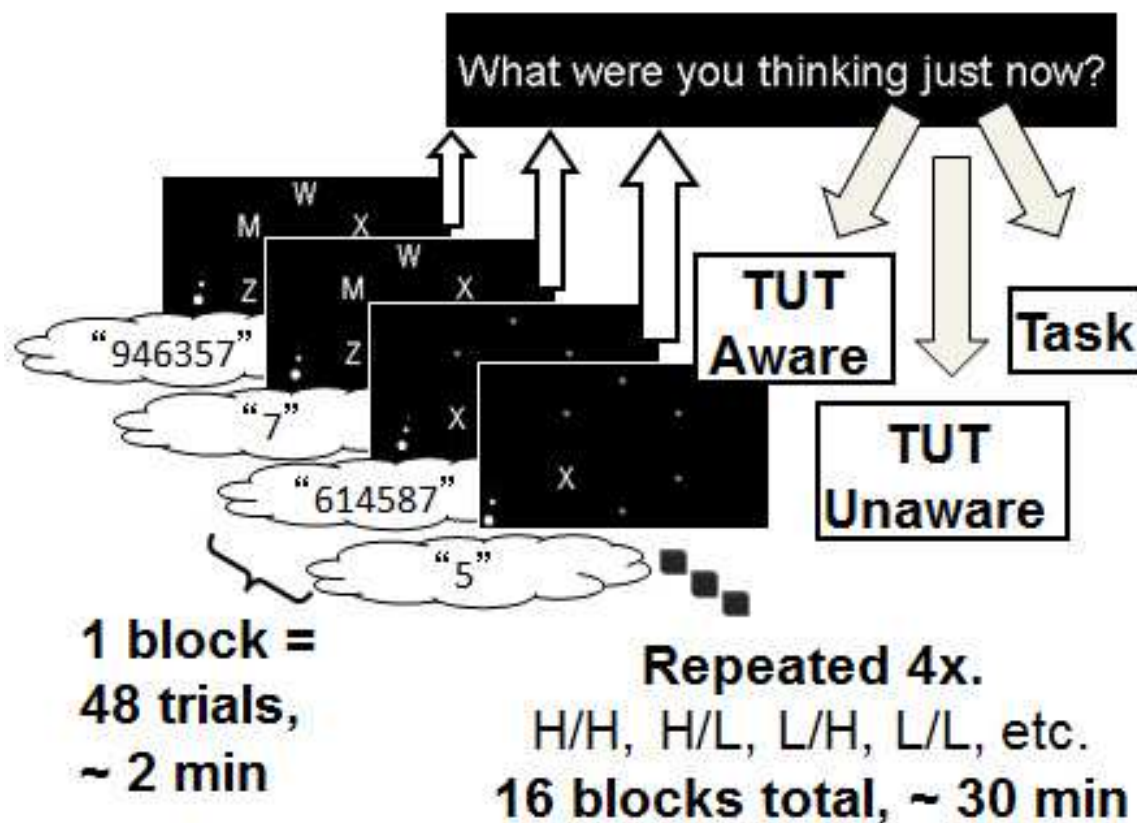 What were you thinking just now?
W
M X
Z
W
M X
Z
X
X
“946357”
“7”
“614587”
“5”
TUT
Aware
Task
TUT
Unaware
1 block =
48 trials,
~ 2 min
Repeated 4x.
H/H, H/L, L/H, L/L, etc.
16 blocks total, ~ 30 min